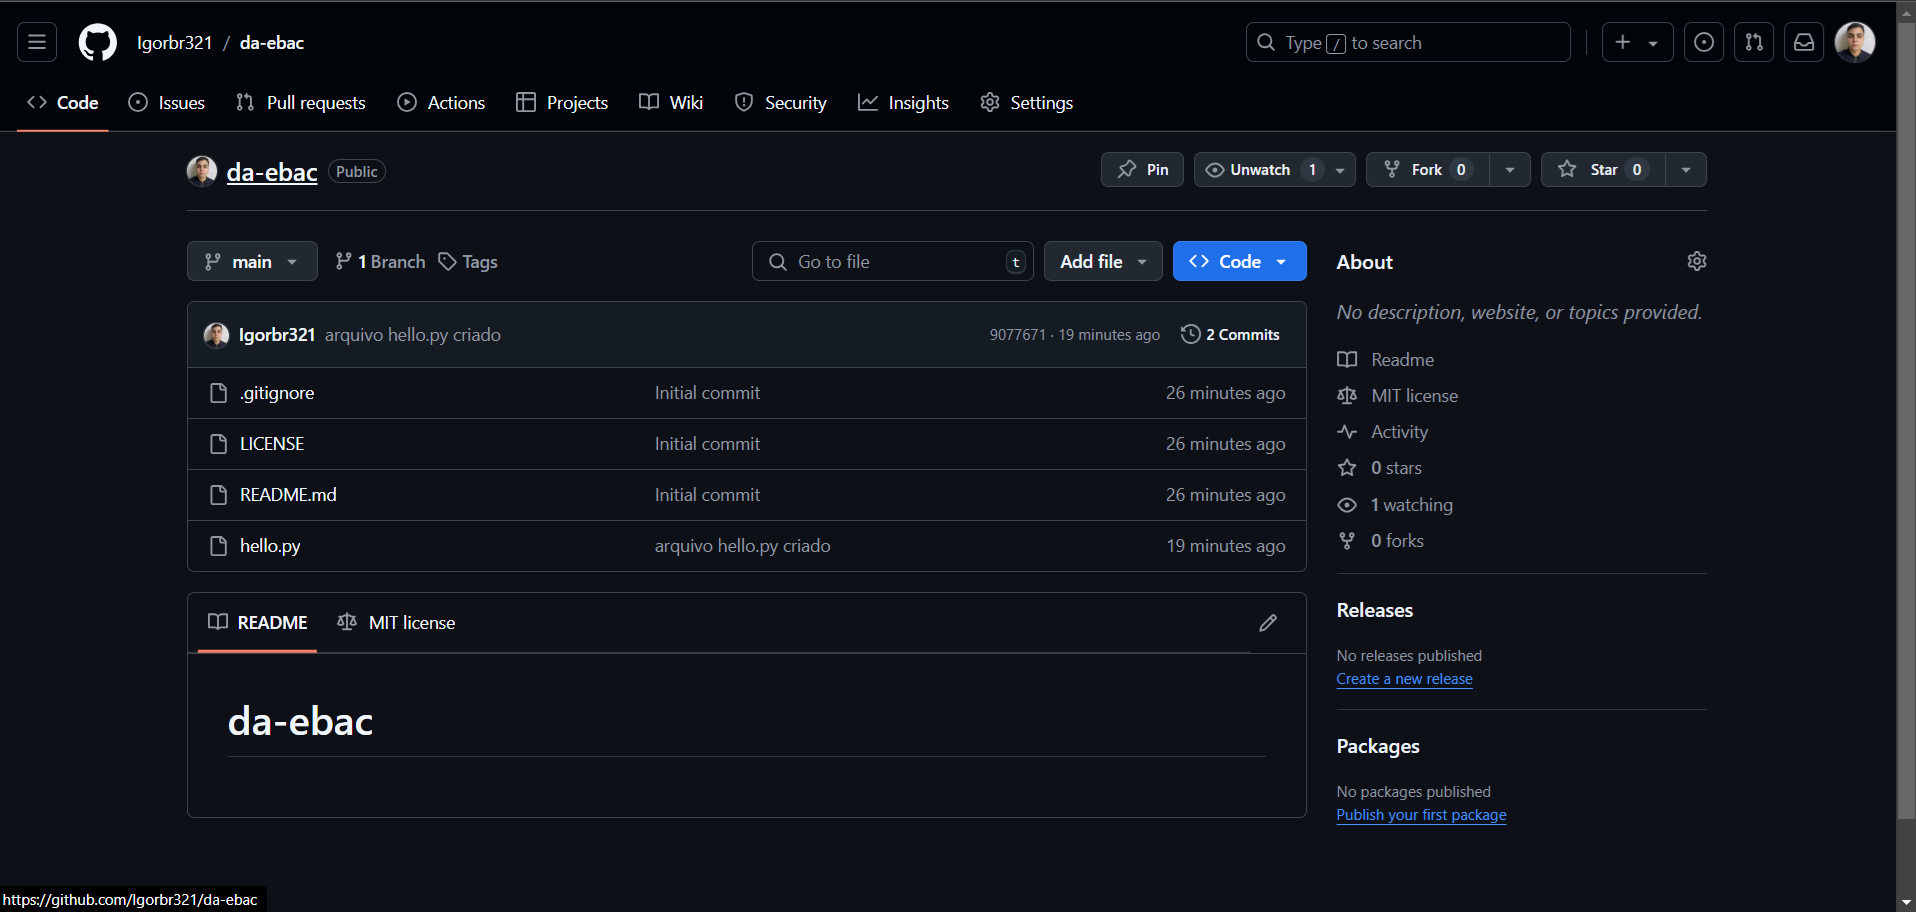 Igorbr321 / da-ebac
Type / to search
Code Issues Pull requests Actions Projects Wiki Security Insights Settings
da-ebac Public
Pin Unwatch 1 Fork 0 Star 0
main 1 Branch Tags
Go to file t Add file Code
Igorbr321 arquivo hello.py criado 9077671 · 19 minutes ago 2 Commits
.gitignore Initial commit 26 minutes ago
LICENSE Initial commit 26 minutes ago
README.md Initial commit 26 minutes ago
hello.py arquivo hello.py criado 19 minutes ago
README MIT license
da-ebac
About
No description, website, or topics provided.
Readme
MIT license
Activity
0 stars
1 watching
0 forks
Releases
No releases published
Create a new release
Packages
No packages published
Publish your first package
https://github.com/Igorbr321/da-ebac